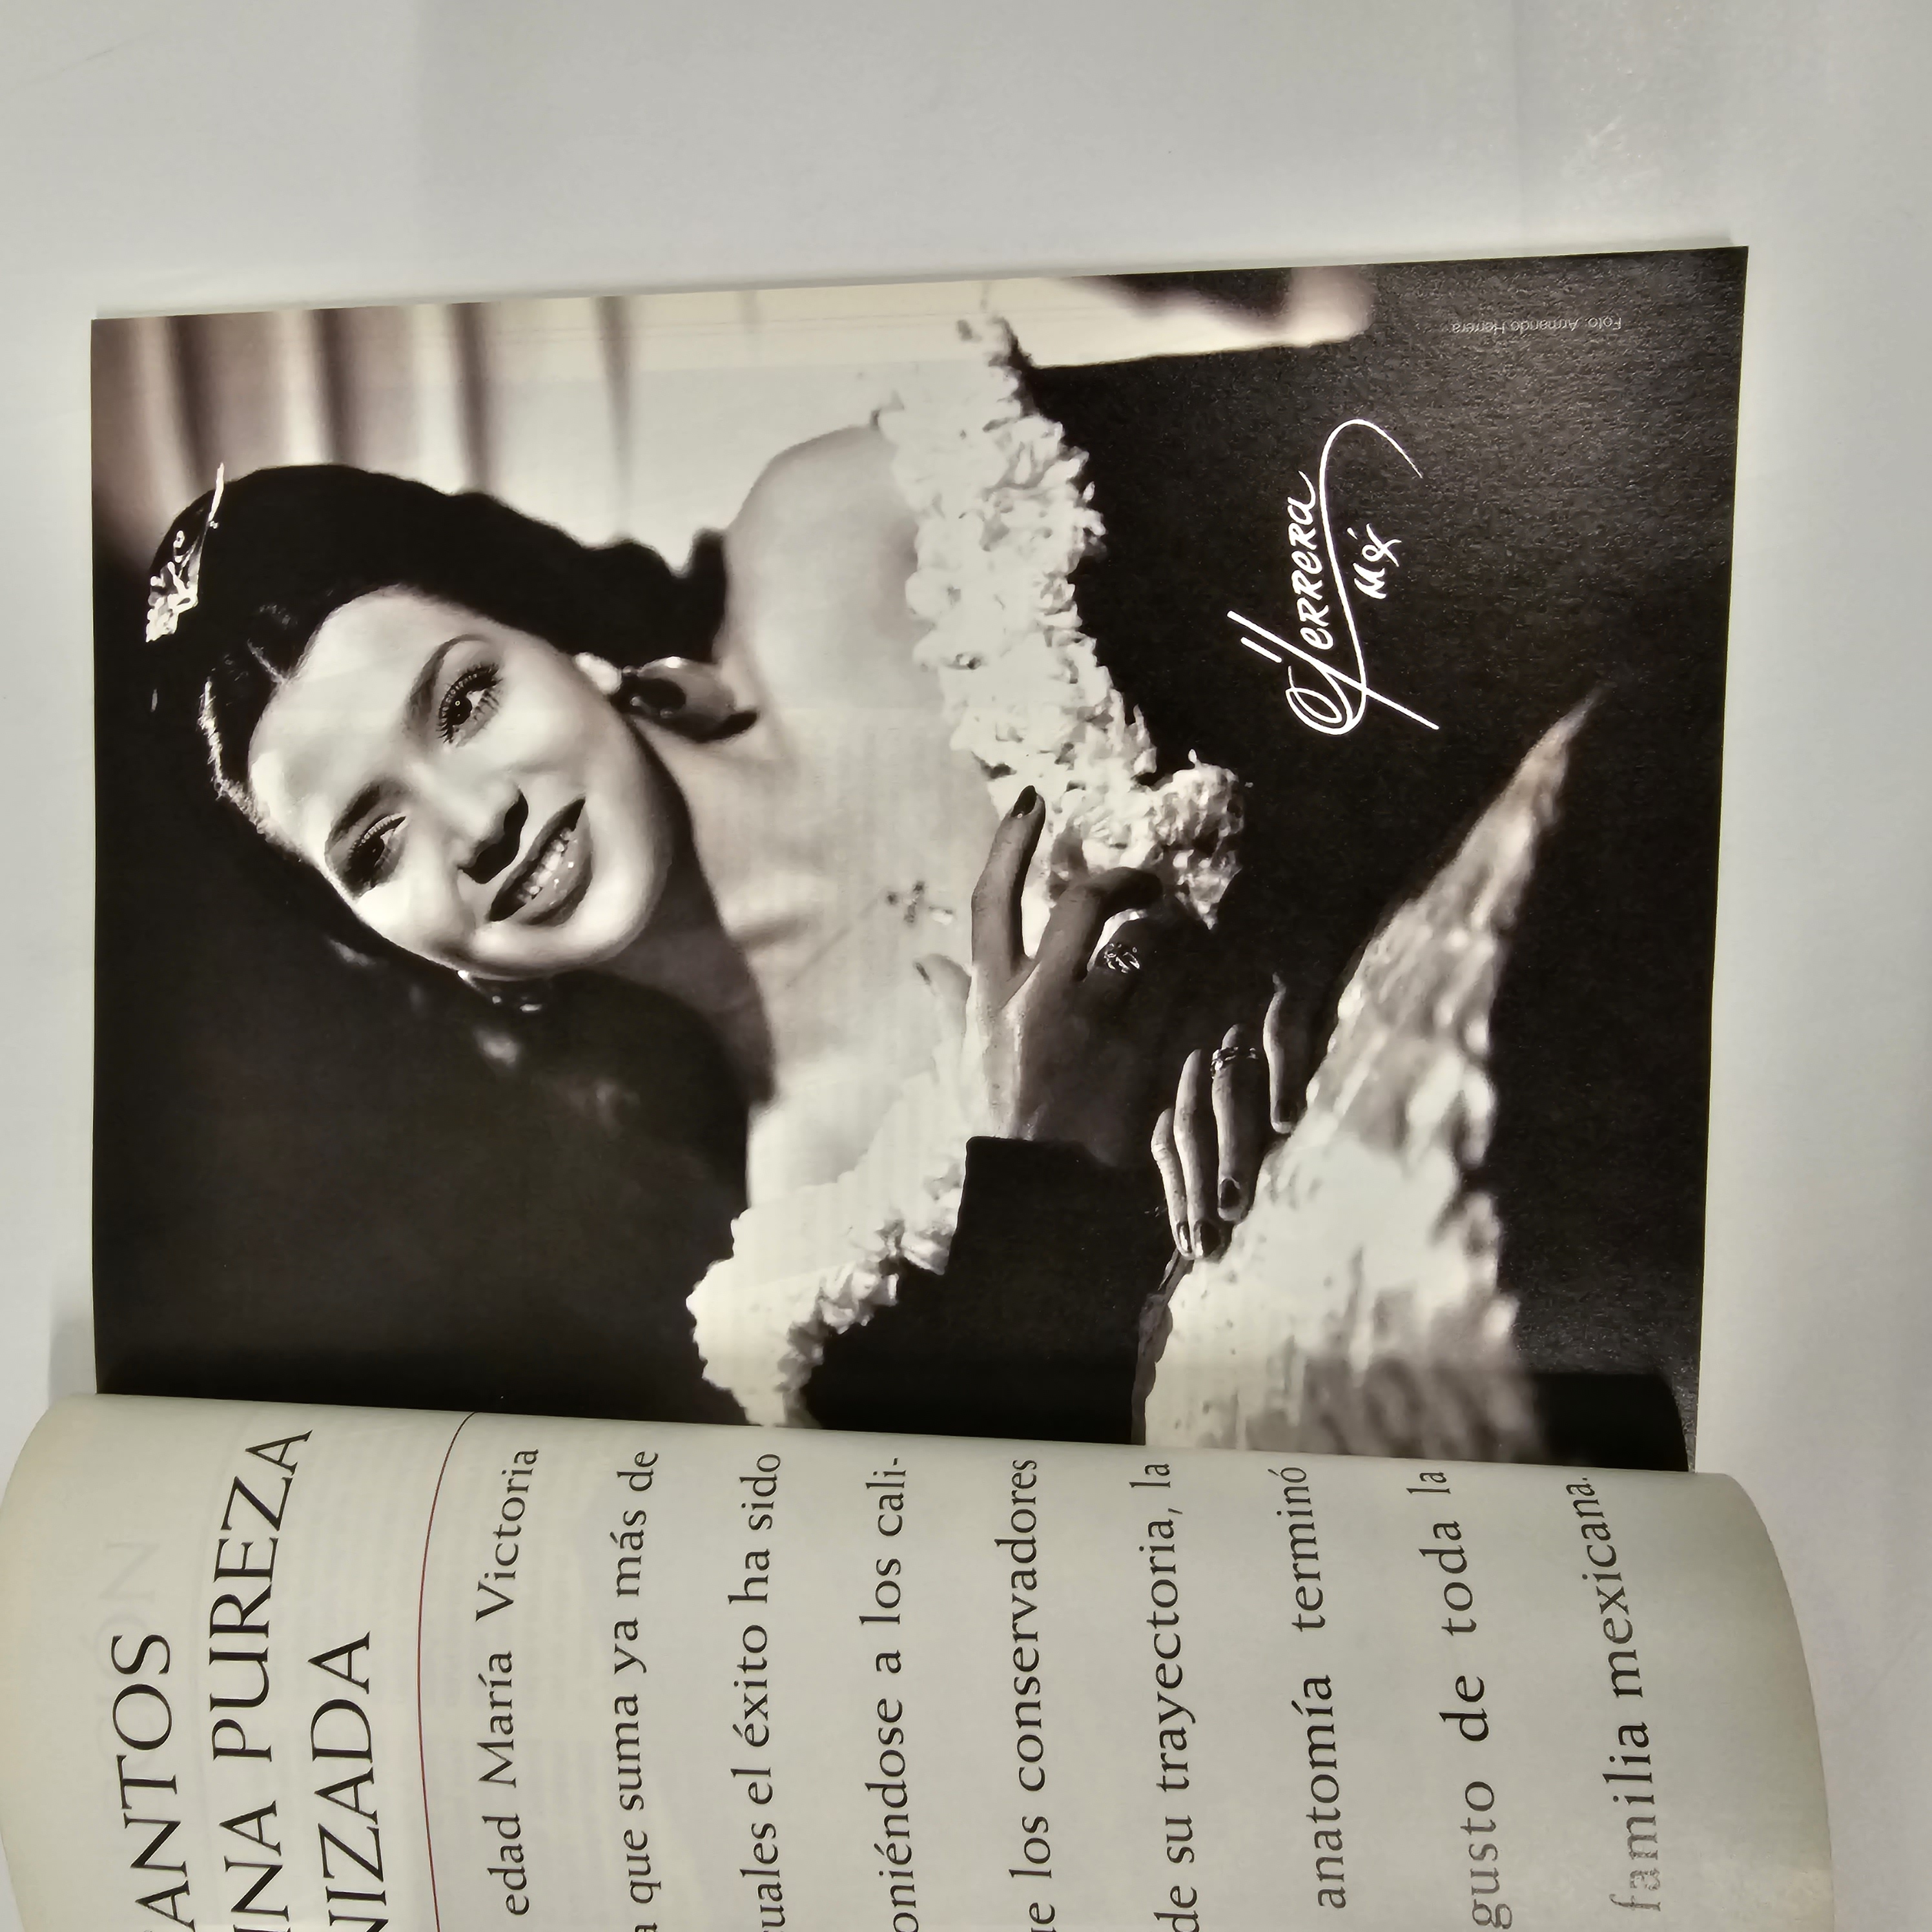 ANTOS
INA PUREZA
NIZADA
edad María Victoria
a que suma ya más de
uales el éxito ha sido
oniéndose a los cali-
ue los conservadores
de su trayectoria, la
anatomía terminó
gusto de toda la
familia mexicana.
Herrera
Méx
Foto: Armando Herrera